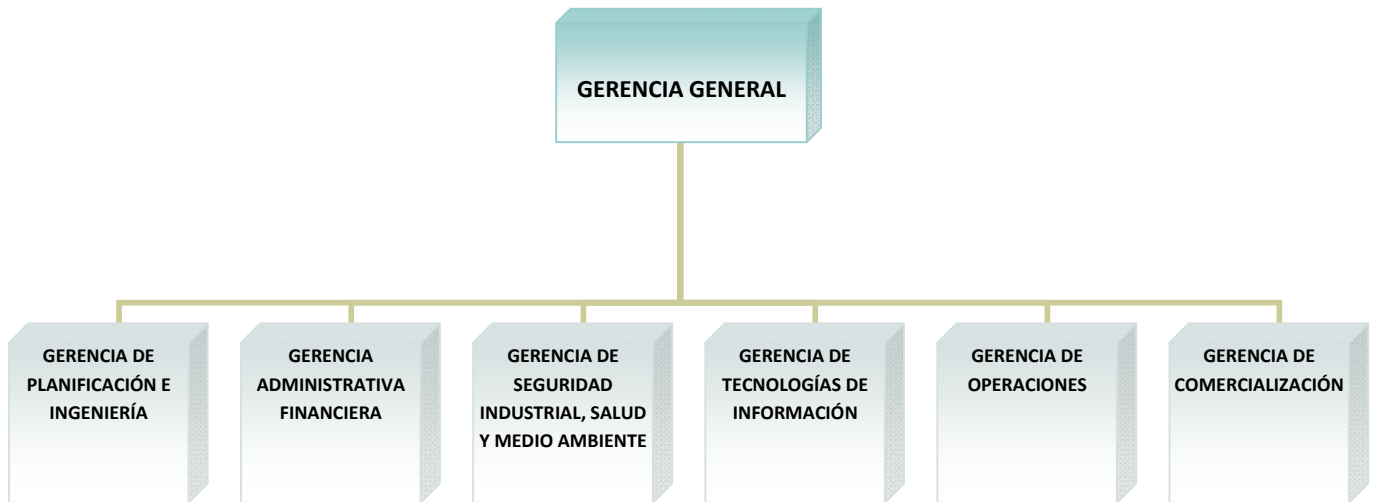 GERENCIA GENERAL
GERENCIA DE
PLANIFICACIÓN E
INGENIERÍA
GERENCIA
ADMINISTRATIVA
FINANCIERA
GERENCIA DE
SEGURIDAD
INDUSTRIAL, SALUD
Y MEDIO AMBIENTE
GERENCIA DE
TECNOLOGÍAS DE
INFORMACIÓN
GERENCIA DE
OPERACIONES
GERENCIA DE
COMERCIALIZACIÓN